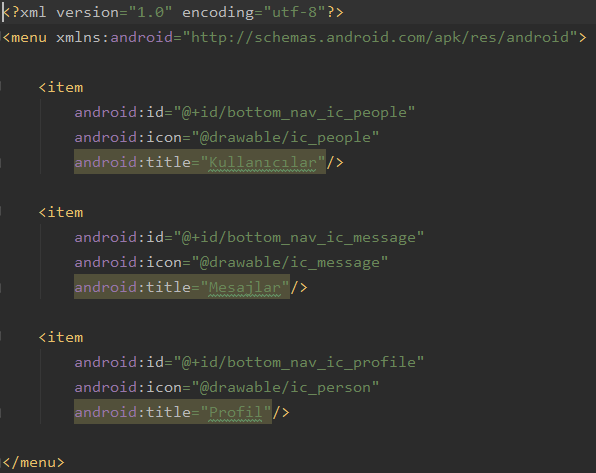 <?xml version="1.0" encoding="utf-8"?>
<menu xmlns:android="http://schemas.android.com/apk/res/android">
<item
android:id="@+id/bottom_nav_ic_people"
android:icon="@drawable/ic_people"
android:title="Kullanıcılar"/>
<item
android:id="@+id/bottom_nav_ic_message"
android:icon="@drawable/ic_message"
android:title="Mesajlar"/>
<item
android:id="@+id/bottom_nav_ic_profile"
android:icon="@drawable/ic_person"
android:title="Profil"/>
</menu>